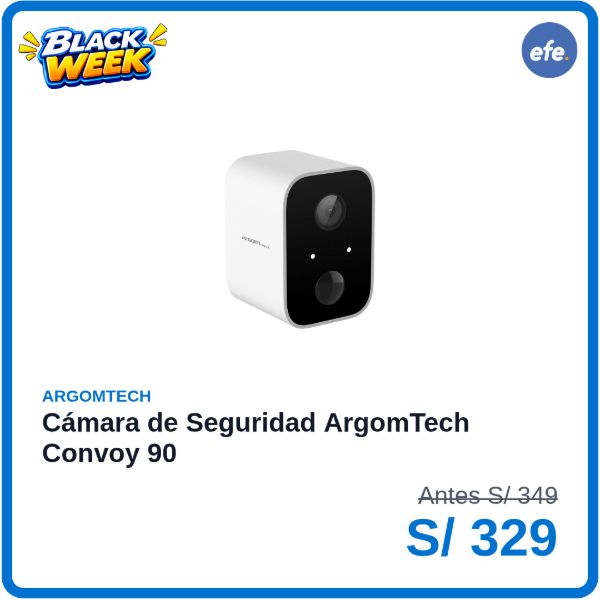 BLACK
WEEK
efe.
ARGOMTECH
Cámara de Seguridad ArgomTech
Convoy 90
Antes S/ 349
S/ 329